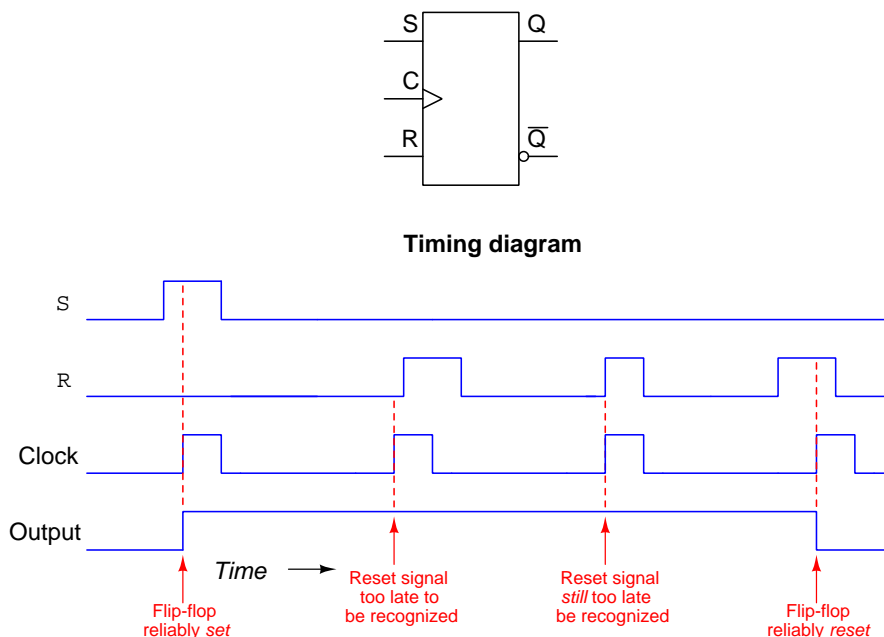 S Q
C
R Q̅
Timing diagram
S
R
Clock
Output
Time
Flip-flop
reliably set
Reset signal
too late to
be recognized
Reset signal
still too late
be recognized
Flip-flop
reliably reset